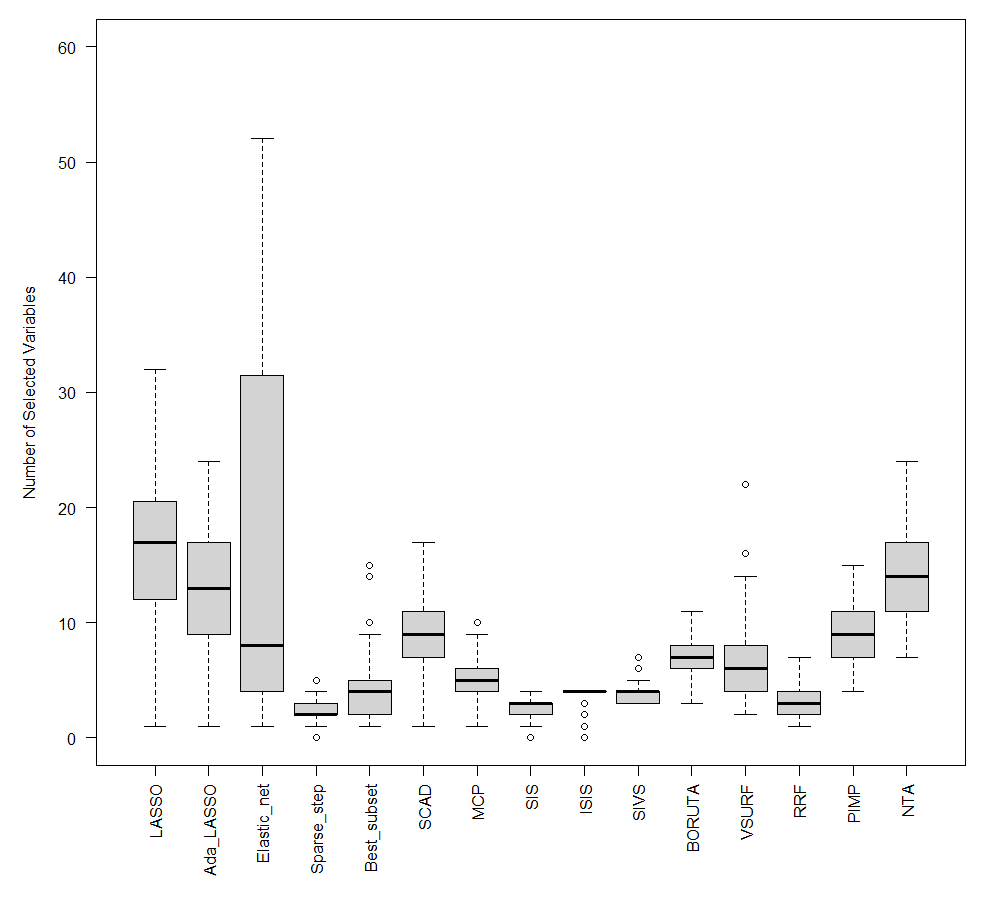 60
50
40
30
20
10
0
Number of Selected Variables
LASSO
Ada_LASSO
Elastic_net
Sparse_step
Best_subset
SCAD
MCP
SIS
ISIS
SIVS
BORUTA
VSURF
RRF
PIMP
NTA